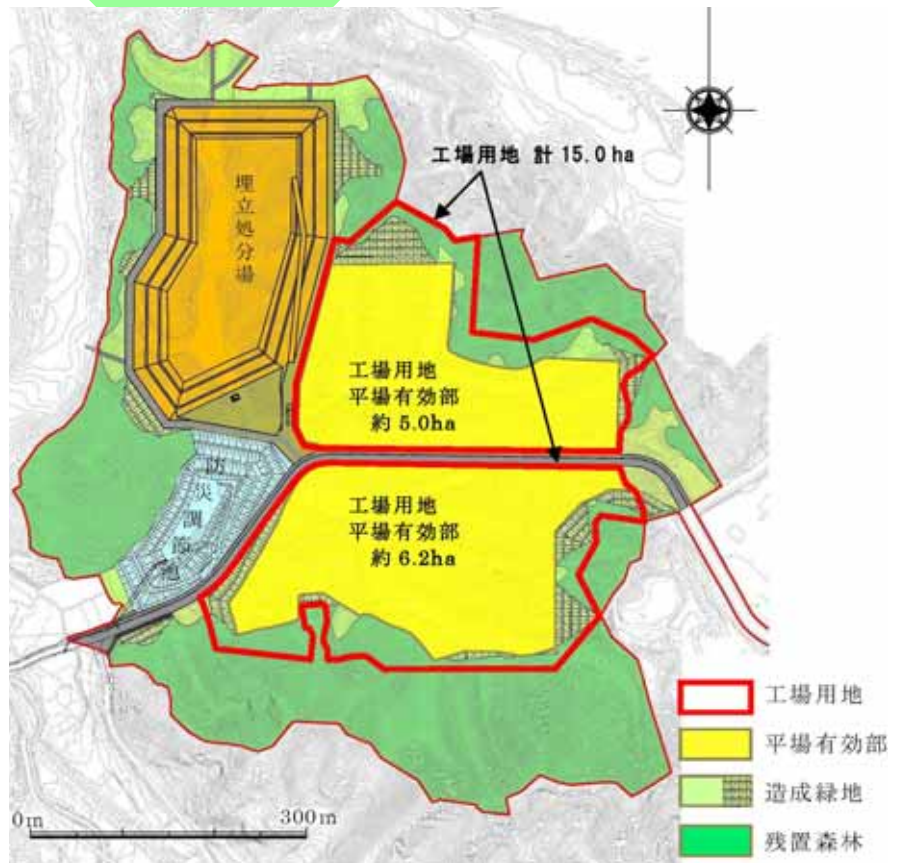 工場用地 計 15.0 ha
埋立処分場
工場用地
平場有効部
約 5.0ha
防災調節池
工場用地
平場有効部
約 6.2ha
工場用地
平場有効部
造成緑地
残置森林
0m
300m